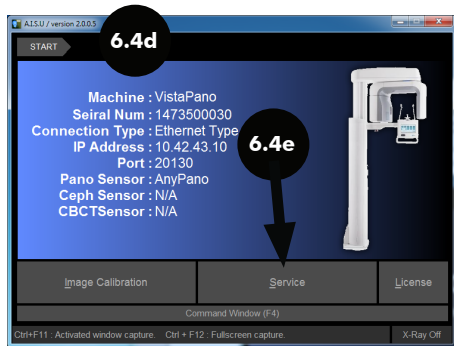 A.I.S.U / version 2.0.0.5
START
6.4d
Machine : VistaPano
Seiral Num : 1473500030
Connection Type : Ethernet Type
IP Address : 10.42.43.10
6.4e
Port : 20130
Pano Sensor : AnyPano
Ceph Sensor : N/A
CBCTSensor : N/A
Image Calibration
Service
License
Command Window (F4)
Ctrl+F11 : Activated window capture. Ctrl + F12 : Fullscreen capture.
X-Ray Off